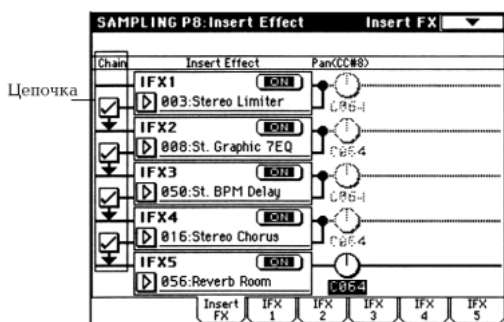 SAMPLING P8:Insert Effect Insert FX
Chain Insert Effect Pan(CC#8)
Цепочка
IFX1 ON
003:Stereo Limiter C064
IFX2 ON
008:St. Graphic 7EQ C064
IFX3 ON
050:St. BPM Delay C064
IFX4 ON
016:Stereo Chorus C064
IFX5 ON
056:Reverb Room C064
Insert FX IFX 1 IFX 2 IFX 3 IFX 4 IFX 5